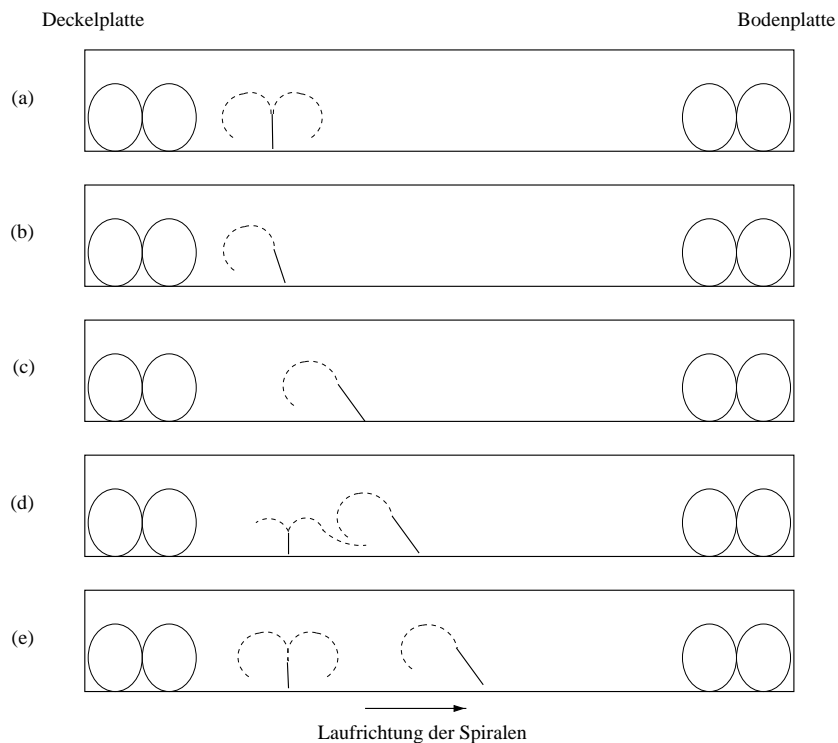 Deckelplatte Bodenplatte
(a)
(b)
(c)
(d)
(e)
Laufrichtung der Spiralen